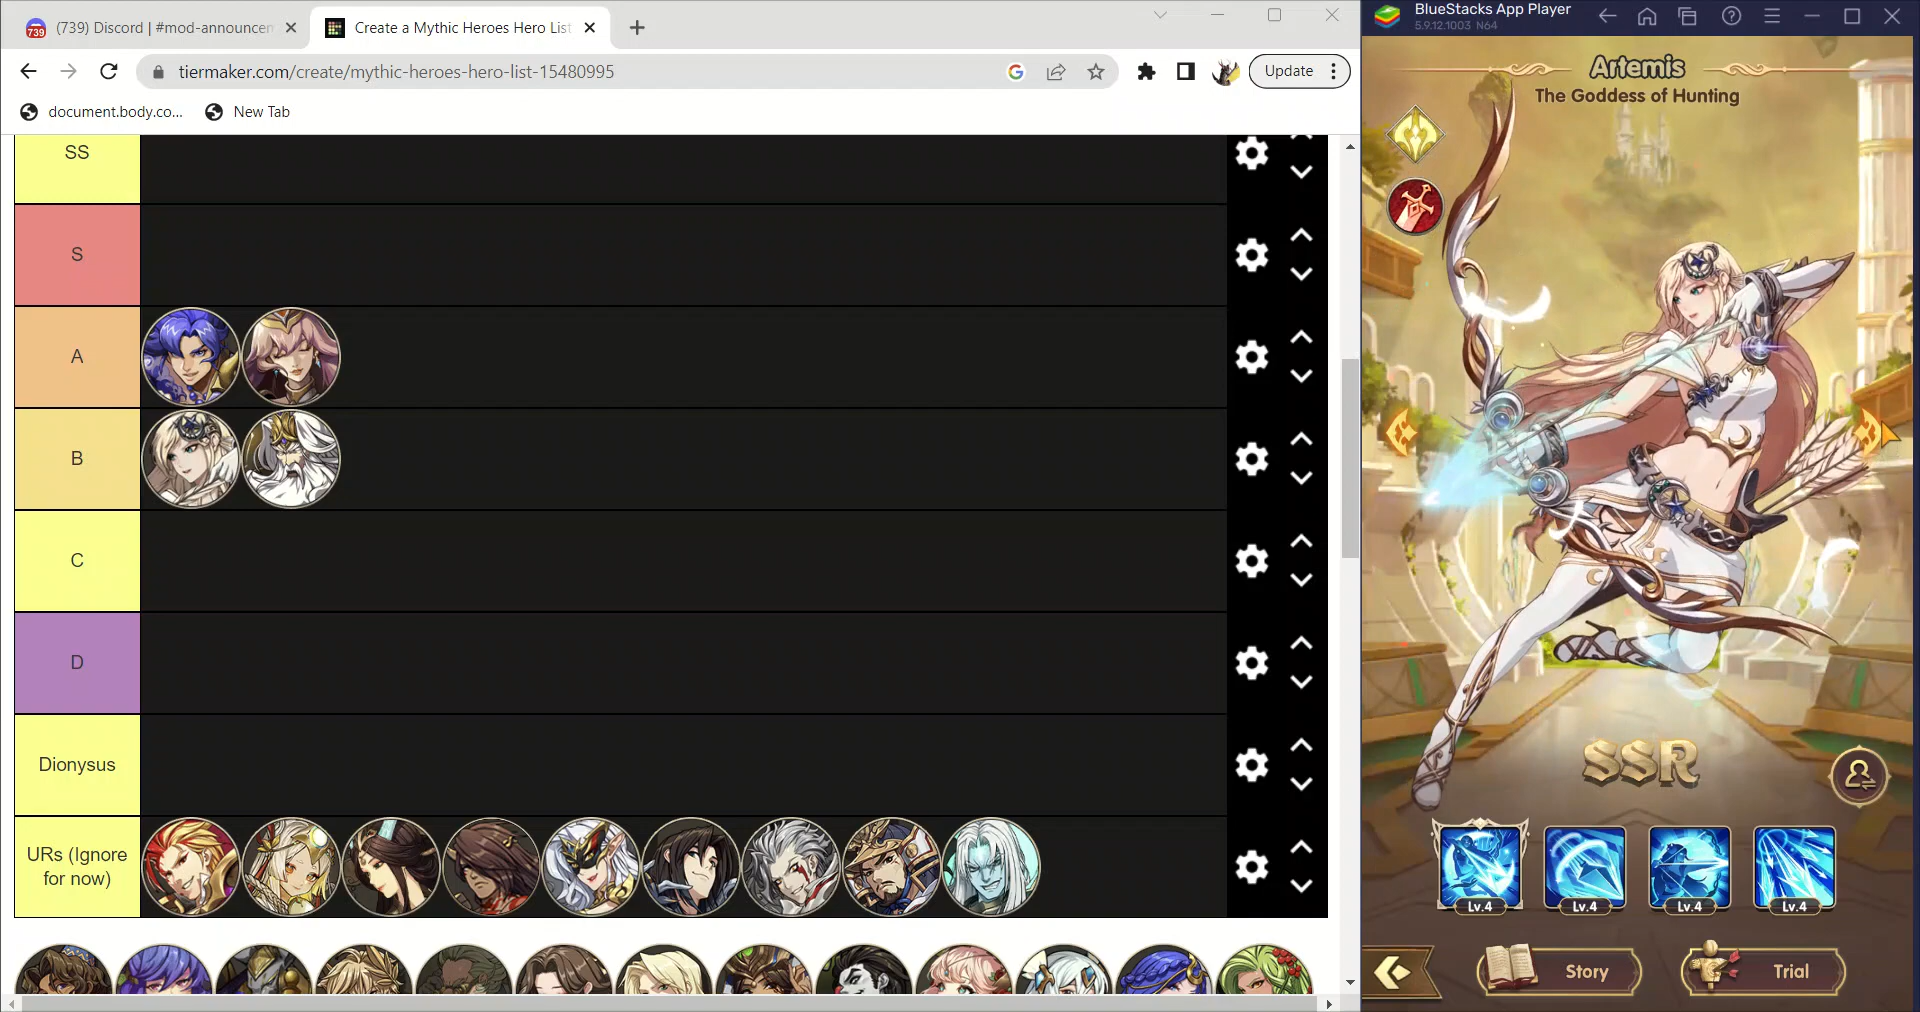 (739) Discord | #mod-announcem
Create a Mythic Heroes Hero List
739
tiermaker.com/create/mythic-heroes-hero-list-15480995
Update
document.body.co...
New Tab
SS
S
A
B
C
D
Dionysus
URs (Ignore
for now)
BlueStacks App Player
5.9.12.1003 N64
Artemis
The Goddess of Hunting
SSR
Lv.4
Lv.4
Lv.4
Lv.4
Story
Trial